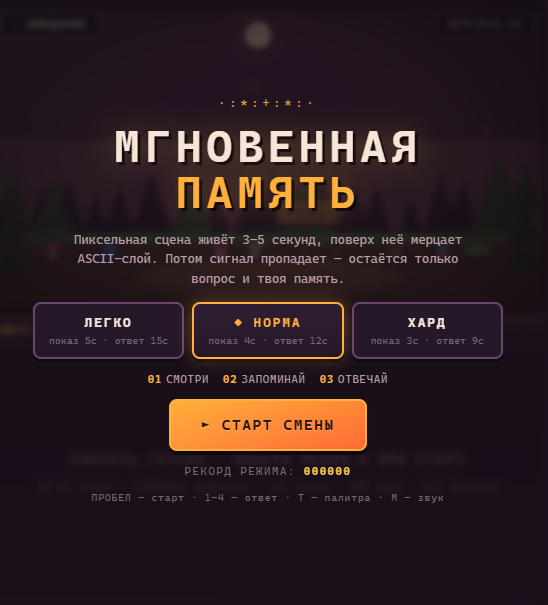 ·:*:+:*:·
МГНОВЕННАЯ
ПАМЯТЬ
Пиксельная сцена живёт 3–5 секунд, поверх неё мерцает
ASCII-слой. Потом сигнал пропадает — остаётся только
вопрос и твоя память.
ЛЕГКО
показ 5с · ответ 15с
◆ НОРМА
показ 4с · ответ 12с
ХАРД
показ 3с · ответ 9с
01 СМОТРИ 02 ЗАПОМИНАЙ 03 ОТВЕЧАЙ
► СТАРТ СМЕНЫ
РЕКОРД РЕЖИМА: 000000
ПРОБЕЛ — старт · 1–4 — ответ · T — палитра · M — звук